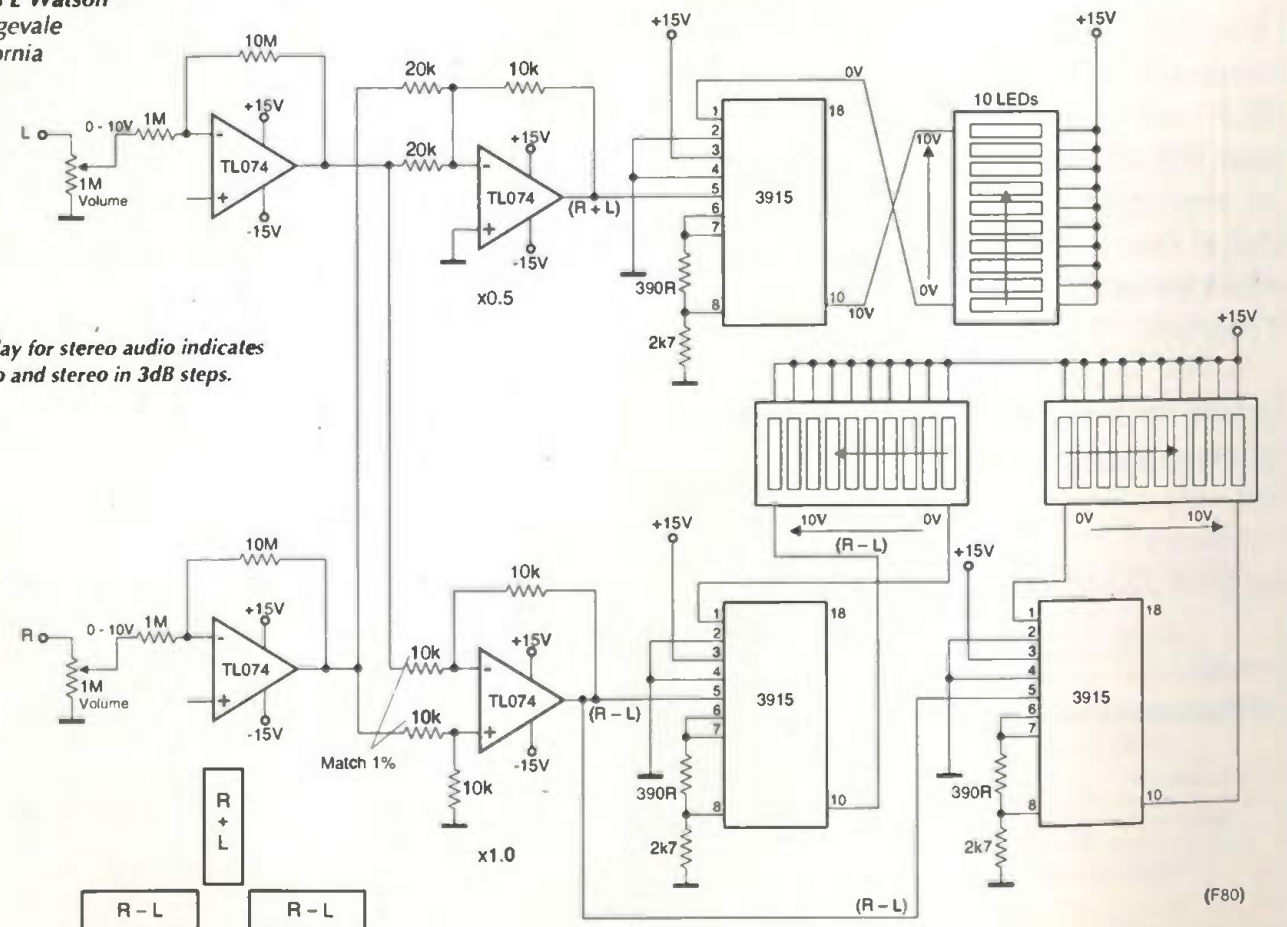 L Watson
gevale
ornia
10M
+15V
L
0 - 10V
1M
-
TL074
+
1M
Volume
-15V
20k
10k
20k
+15V
-
TL074
+
(R + L)
-15V
x0.5
+15V
0V
1
2
3
4
5
6
7
8
18
3915
10
10V
390R
2k7
10 LEDs
+15V
10V
0V
ay for stereo audio indicates
o and stereo in 3dB steps.
+15V
10V
0V
(R – L)
0V
10V
10M
+15V
R
0 - 10V
1M
-
TL074
+
1M
Volume
-15V
10k
10k
+15V
-
TL074
+
10k
(R – L)
-15V
Match 1%
10k
x1.0
+15V
1
2
3
4
5
6
7
8
18
3915
10
390R
2k7
+15V
1
2
3
4
5
6
7
8
18
3915
10
390R
2k7
(R – L)
R
+
L
R – L
R – L
(F80)